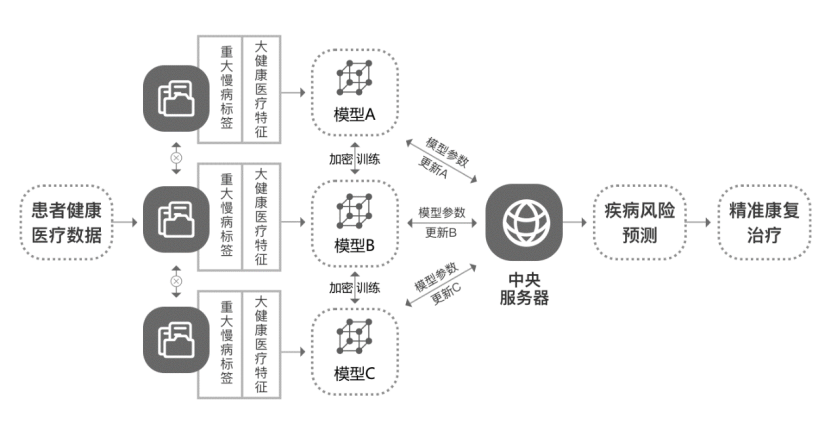 患者健康
医疗数据
重大慢病标签
大健康医疗特征
模型A
加密训练
重大慢病标签
大健康医疗特征
模型B
加密训练
重大慢病标签
大健康医疗特征
模型C
模型参数
更新A
模型参数
更新B
模型参数
更新C
中央
服务器
疾病风险
预测
精准康复
治疗